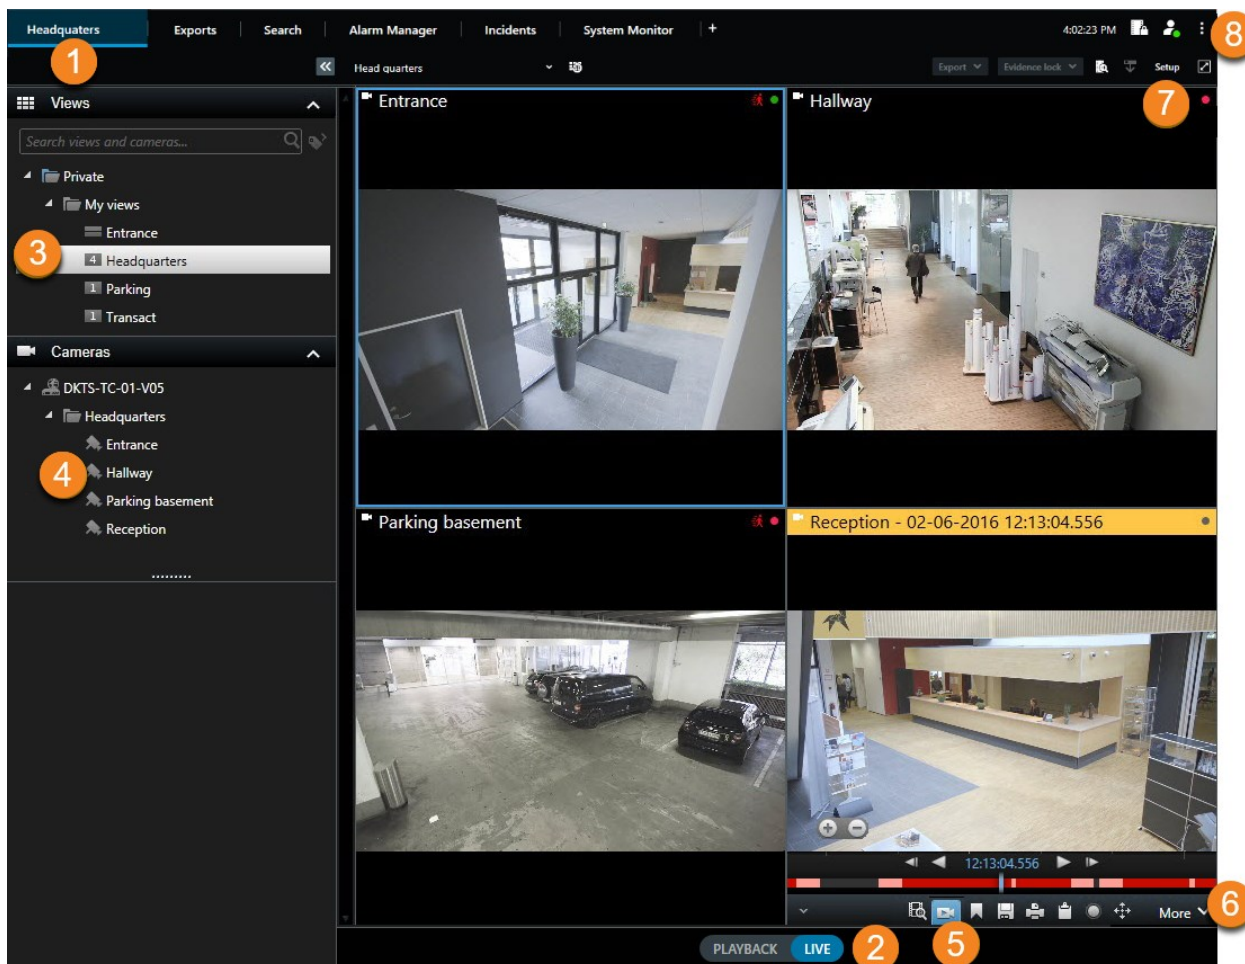 Headquaters
Exports
Search
Alarm Manager
Incidents
System Monitor
+
4:02:23 PM
8
1
Head quarters
Export
Evidence lock
Setup
Views
Entrance
Hallway
7
Search views and cameras...
Private
My views
Entrance
3
4 Headquarters
1 Parking
1 Transact
Cameras
DKTS-TC-01-V05
Headquarters
Entrance
4
Hallway
Parking basement
Reception
Parking basement
Reception - 02-06-2016 12:13:04.556
12:13:04.556
More
6
PLAYBACK
LIVE
2
5